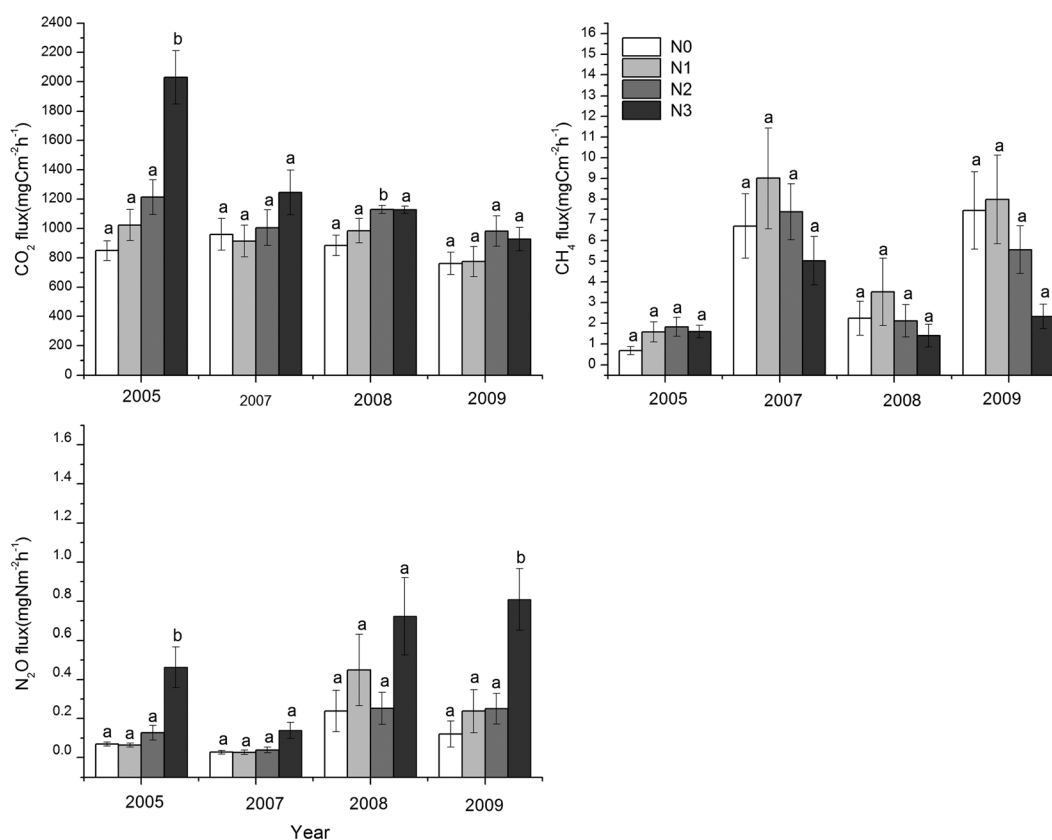 CO2 flux(mgCm-2h-1)
2400
2200
2000
1800
1600
1400
1200
1000
800
600
400
200
0
a a a b
a a a a
a a b a
a a a a
2005 2007 2008 2009
CH4 flux(mgCm-2h-1)
16
15
14
13
12
11
10
9
8
7
6
5
4
3
2
1
0
N0
N1
N2
N3
a a a a
a a a a
a a a a
a a a a
2005 2007 2008 2009
N2O flux(mgNm-2h-1)
1.6
1.4
1.2
1.0
0.8
0.6
0.4
0.2
0.0
a a a b
a a a a
a a a a
a a a b
2005 2007 2008 2009
Year